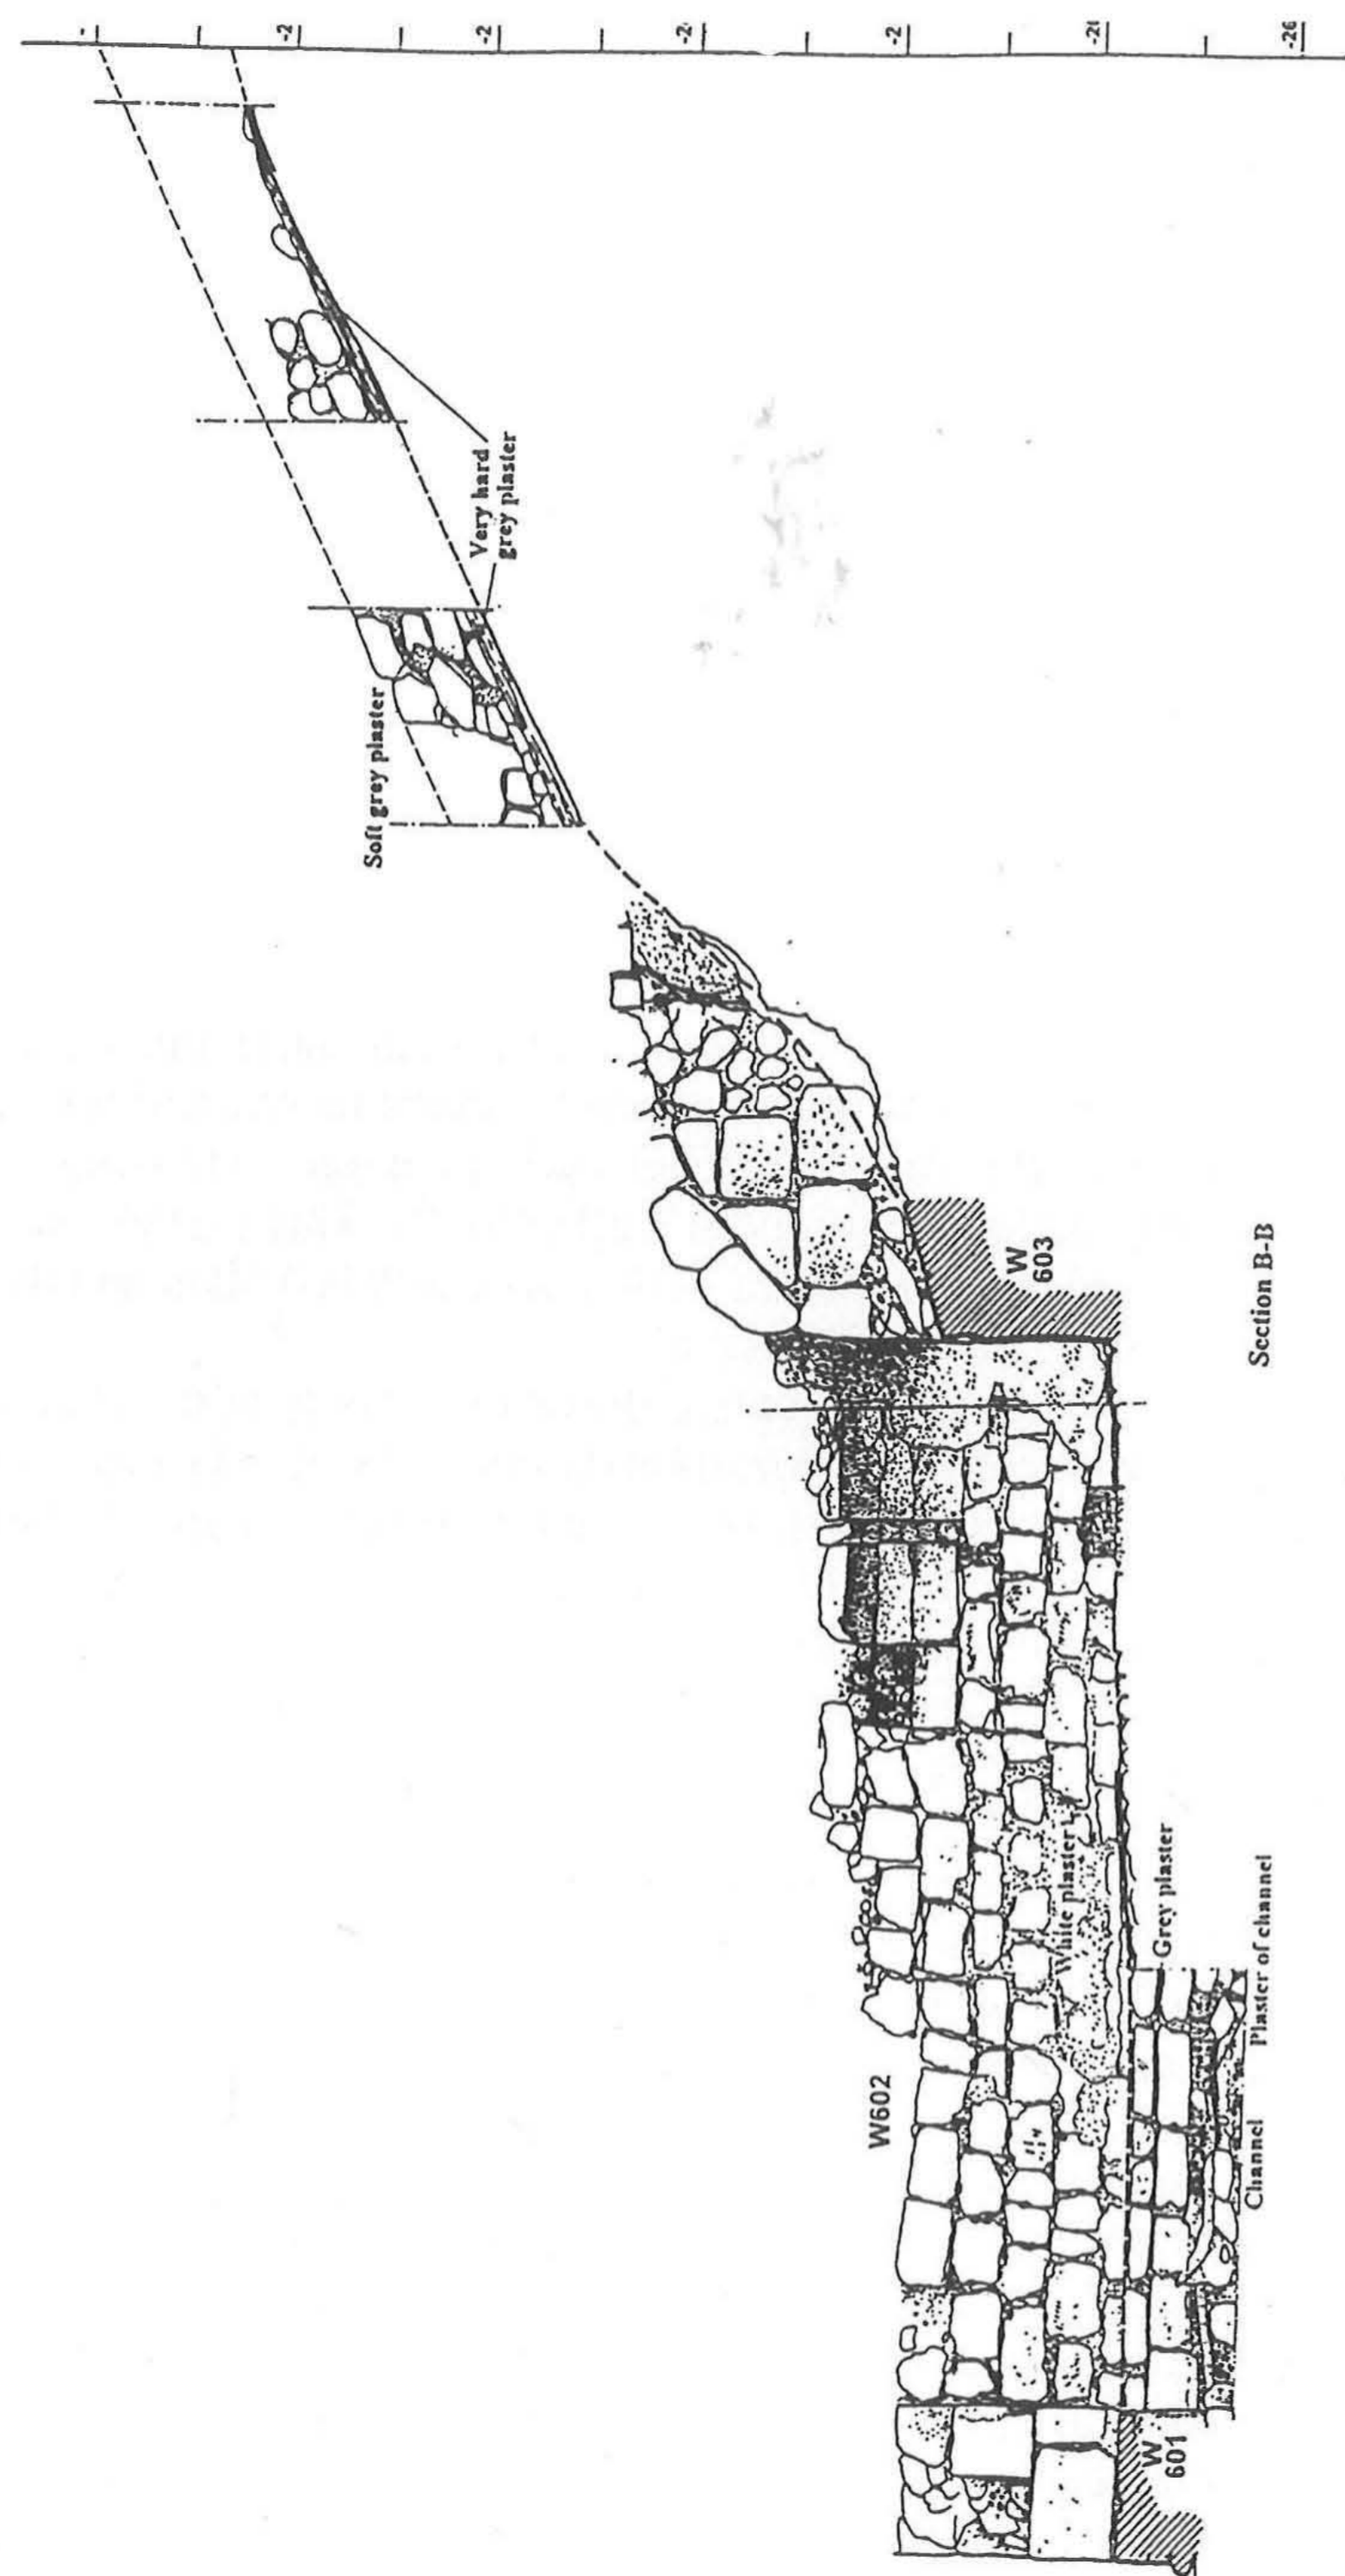 Soft grey plaster
Very hard
grey plaster
W
603
W602
White plaster
Grey plaster
Channel
Plaster of channel
W
601
Section B-B